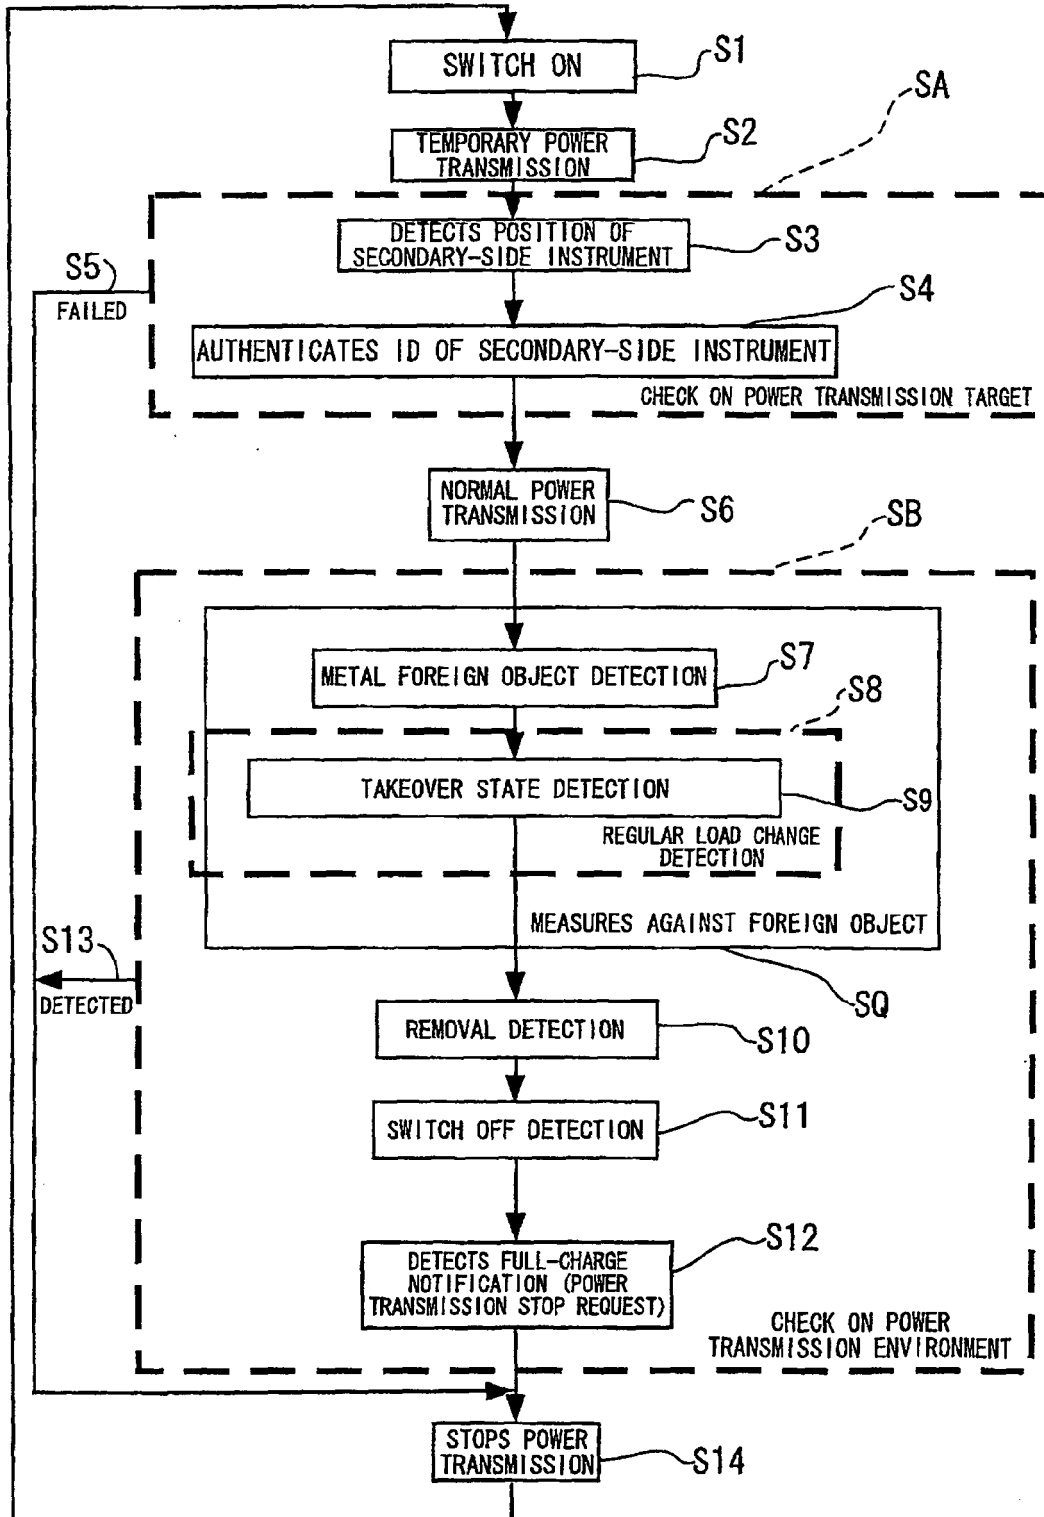 SWITCH ON
S1
TEMPORARY POWER
TRANSMISSION
S2
SA
DETECTS POSITION OF
SECONDARY-SIDE INSTRUMENT
S3
S5
FAILED
S4
AUTHENTICATES ID OF SECONDARY-SIDE INSTRUMENT
CHECK ON POWER TRANSMISSION TARGET
NORMAL POWER
TRANSMISSION
S6
SB
METAL FOREIGN OBJECT DETECTION
S7
S8
TAKEOVER STATE DETECTION
S9
REGULAR LOAD CHANGE
DETECTION
MEASURES AGAINST FOREIGN OBJECT
S13
DETECTED
SQ
REMOVAL DETECTION
S10
SWITCH OFF DETECTION
S11
DETECTS FULL-CHARGE
NOTIFICATION (POWER
TRANSMISSION STOP REQUEST)
S12
CHECK ON POWER
TRANSMISSION ENVIRONMENT
STOPS POWER
TRANSMISSION
S14